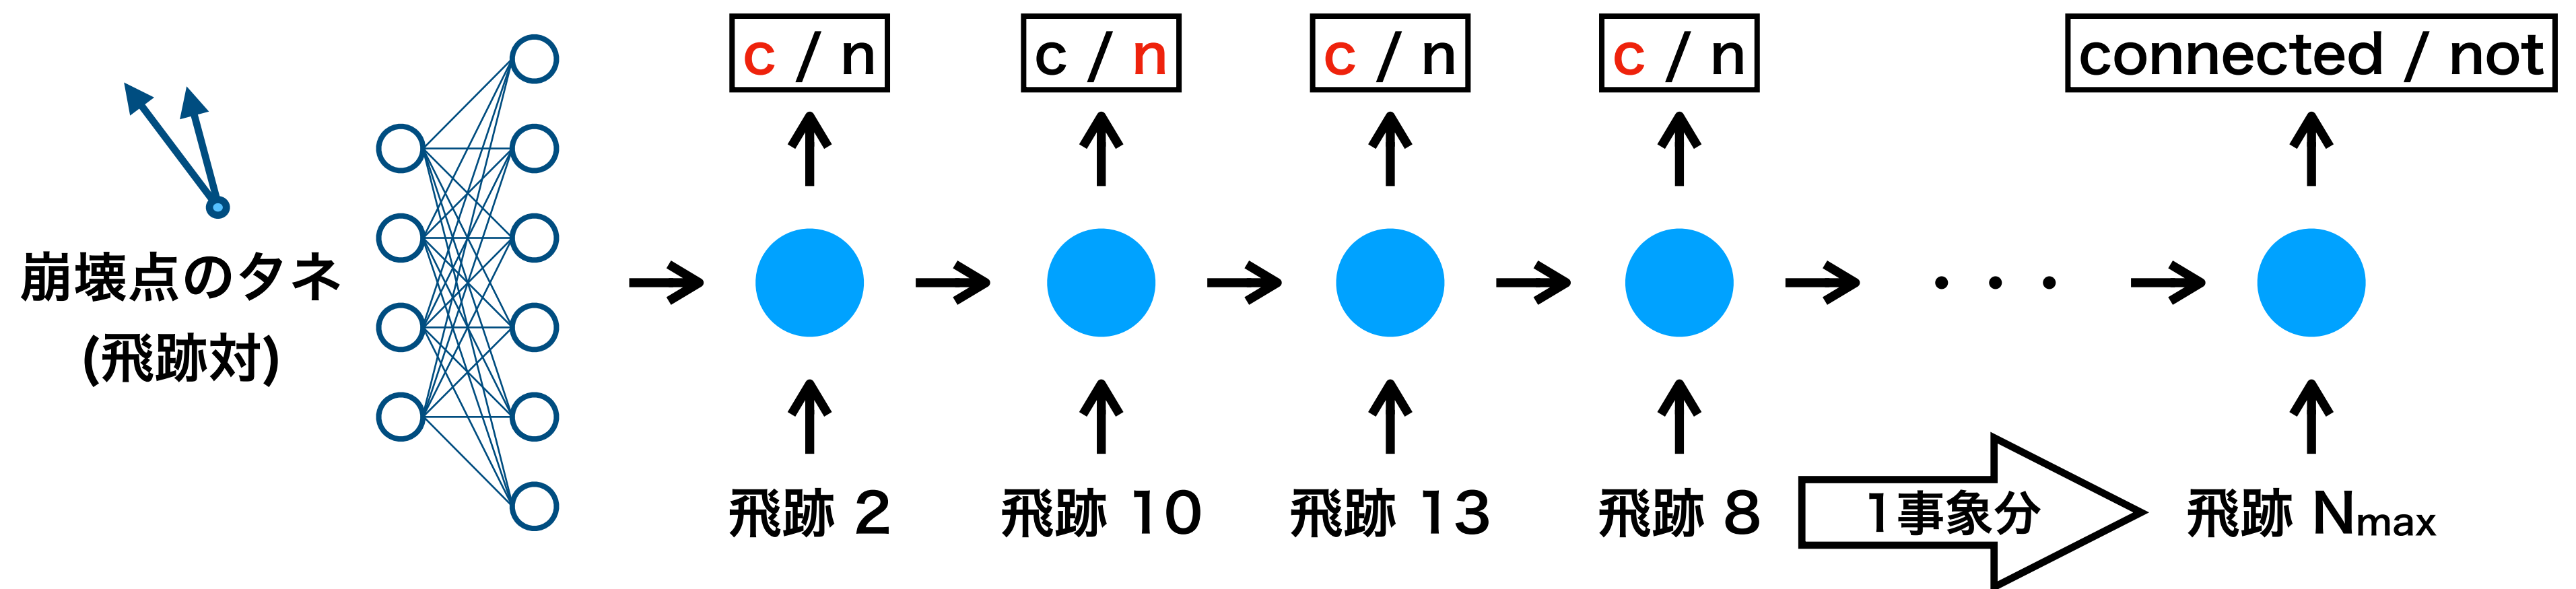 c / n
c / n
c / n
c / n
connected / not
崩壊点のタネ
(飛跡対)
飛跡 2
飛跡 10
飛跡 13
飛跡 8
1事象分
飛跡 Nmax